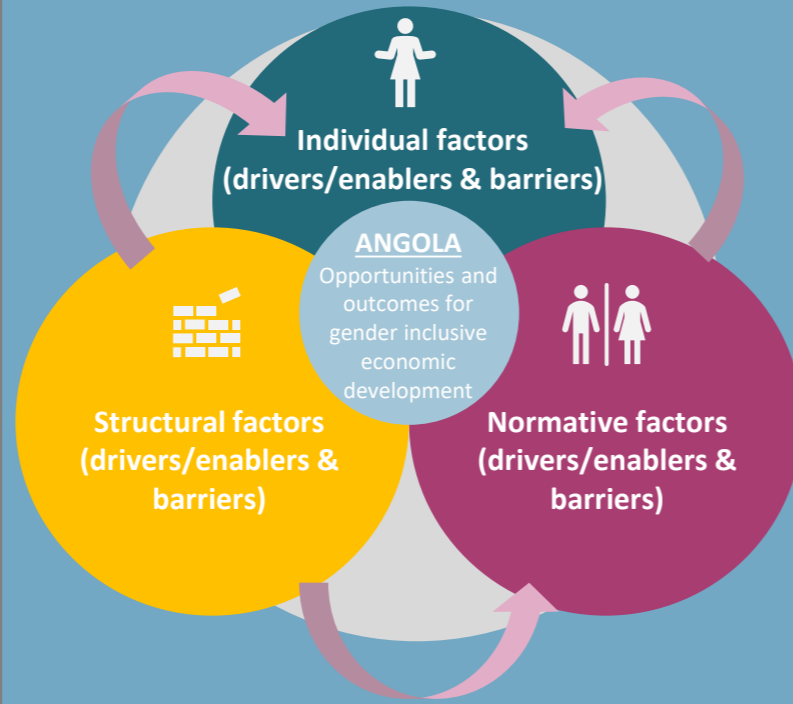 Individual factors
(drivers/enablers & barriers)
ANGOLA
Opportunities and
outcomes for
gender inclusive
economic
development
Structural factors
(drivers/enablers &
barriers)
Normative factors
(drivers/enablers &
barriers)